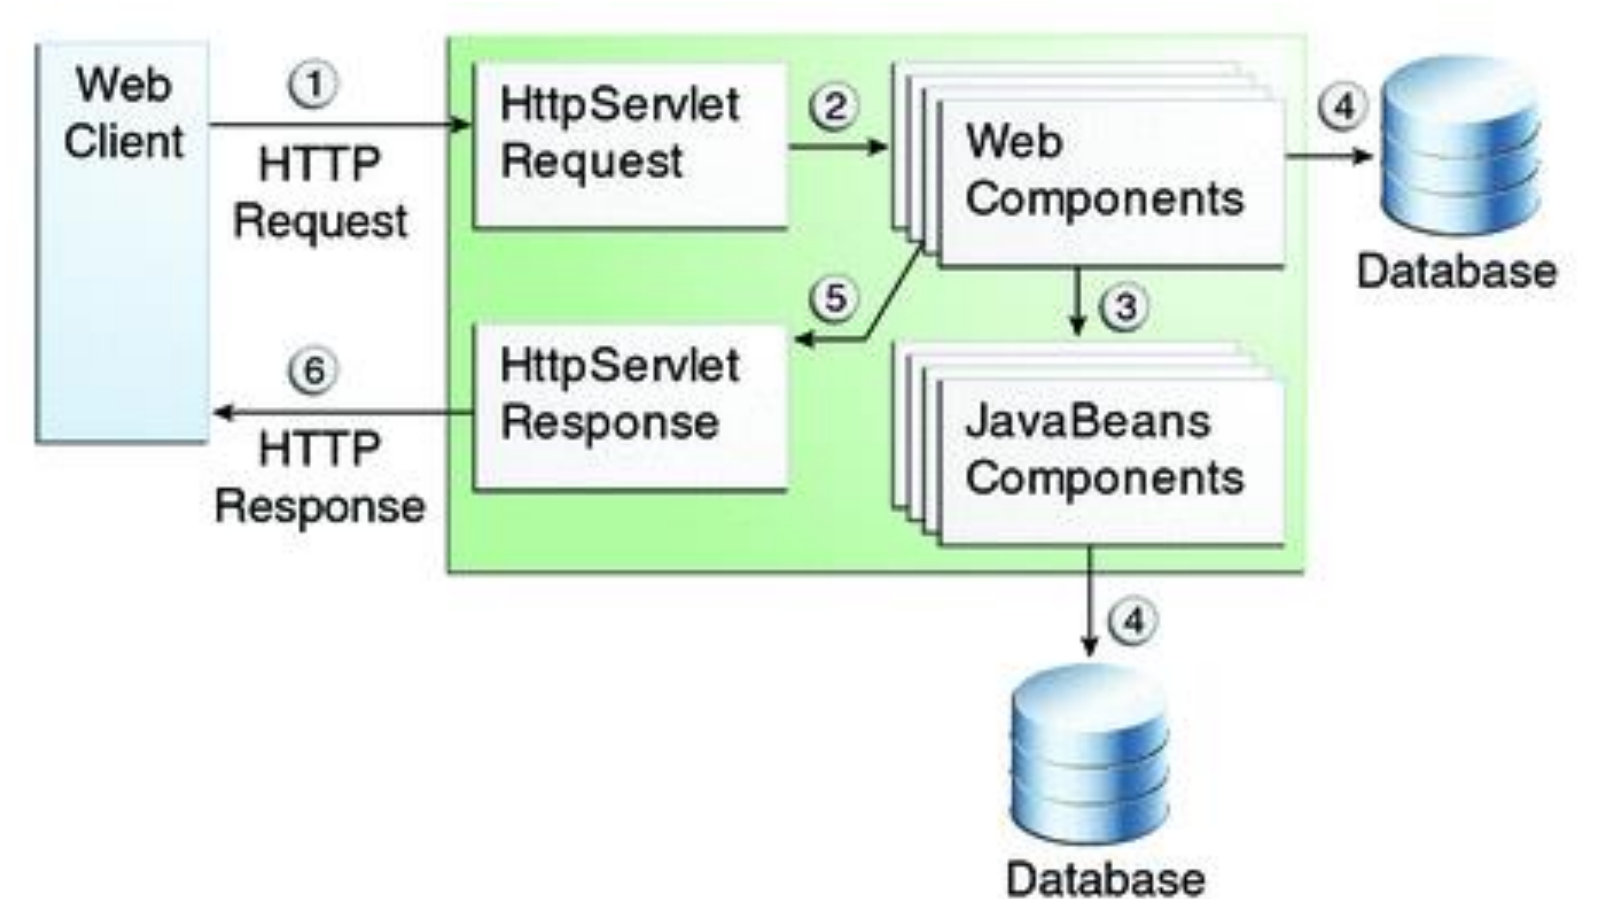 Web
Client
1
HTTP
Request
HttpServlet
Request
2
Web
Components
4
Database
3
JavaBeans
Components
4
Database
5
HttpServlet
Response
6
HTTP
Response